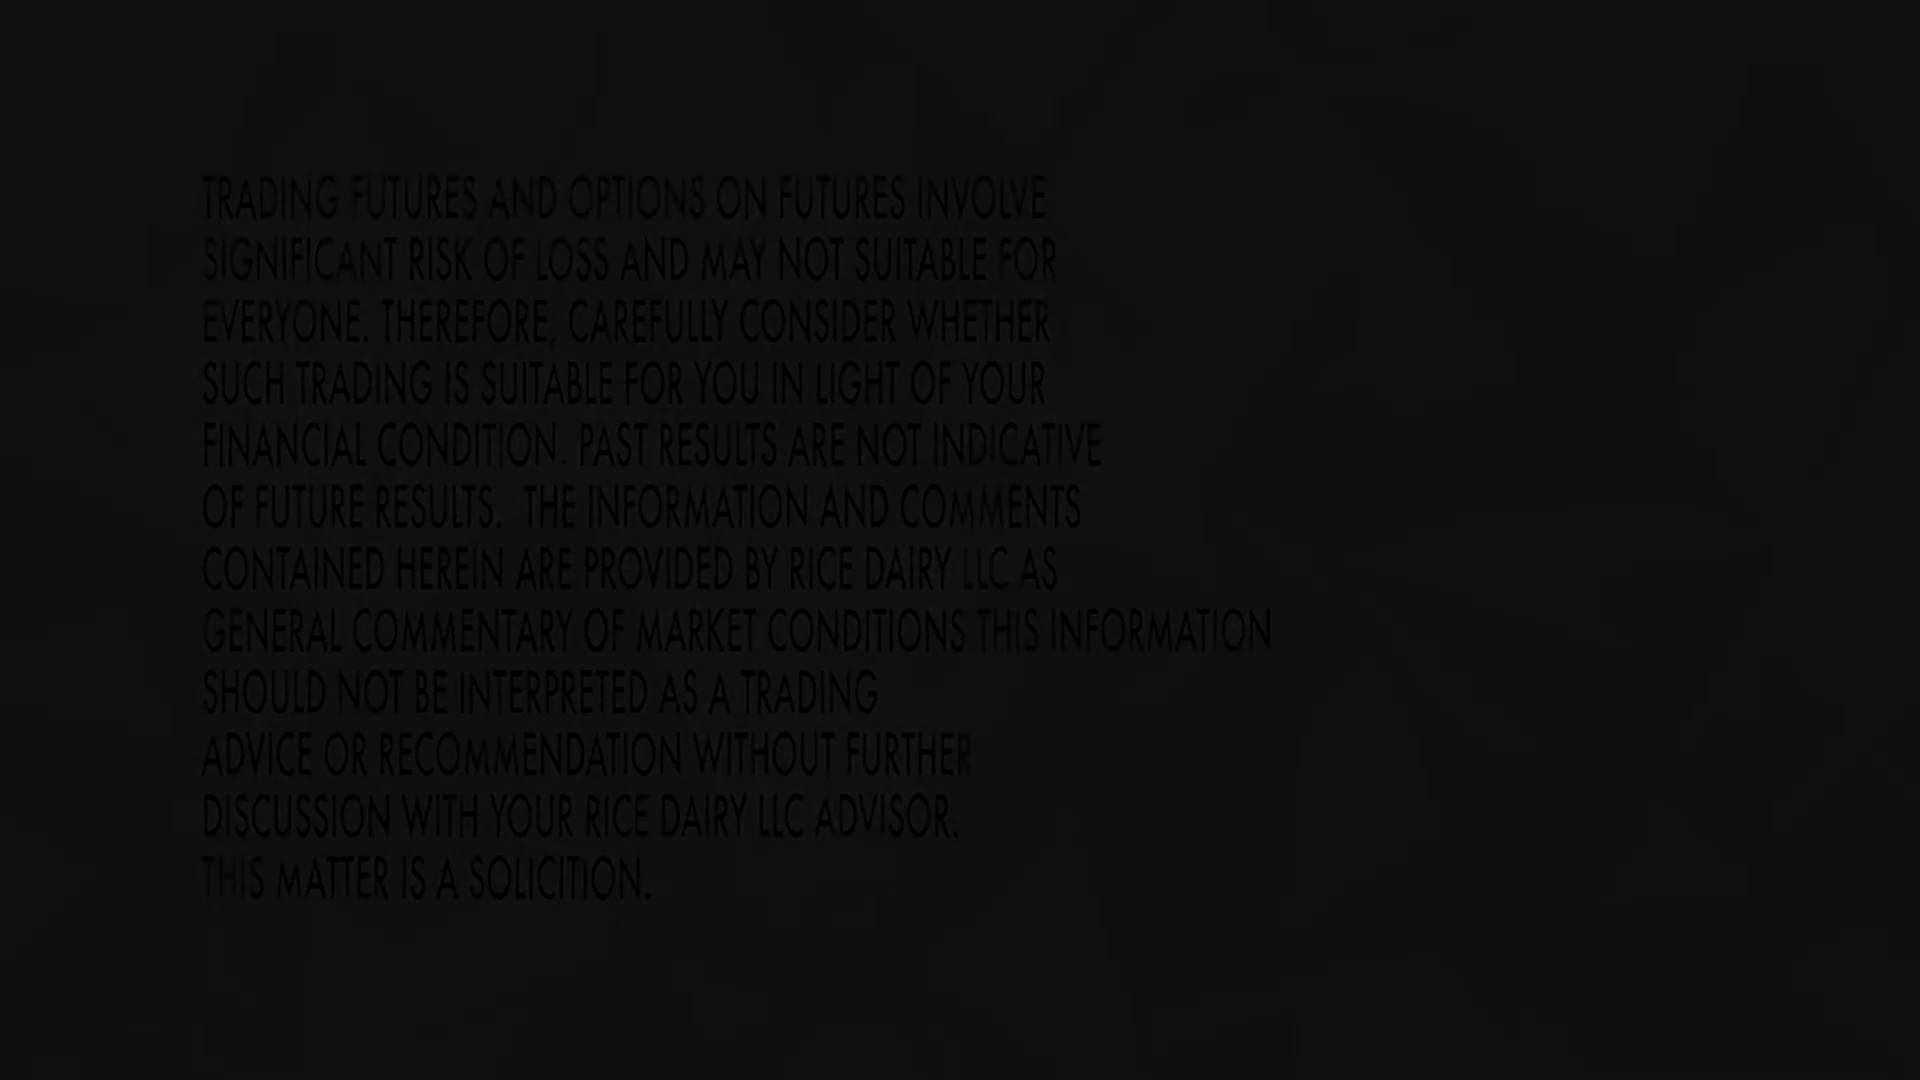 TRADING FUTURES AND OPTIONS ON FUTURES INVOLVE
SIGNIFICANT RISK OF LOSS AND MAY NOT SUITABLE FOR
EVERYONE. THEREFORE, CAREFULLY CONSIDER WHETHER
SUCH TRADING IS SUITABLE FOR YOU IN LIGHT OF YOUR
FINANCIAL CONDITION. PAST RESULTS ARE NOT INDICATIVE
OF FUTURE RESULTS.  THE INFORMATION AND COMMENTS
CONTAINED HEREIN ARE PROVIDED BY RICE DAIRY LLC AS
GENERAL COMMENTARY OF MARKET CONDITIONS THIS INFORMATION
SHOULD NOT BE INTERPRETED AS A TRADING
ADVICE OR RECOMMENDATION WITHOUT FURTHER
DISCUSSION WITH YOUR RICE DAIRY LLC ADVISOR.
THIS MATTER IS A SOLICITION.